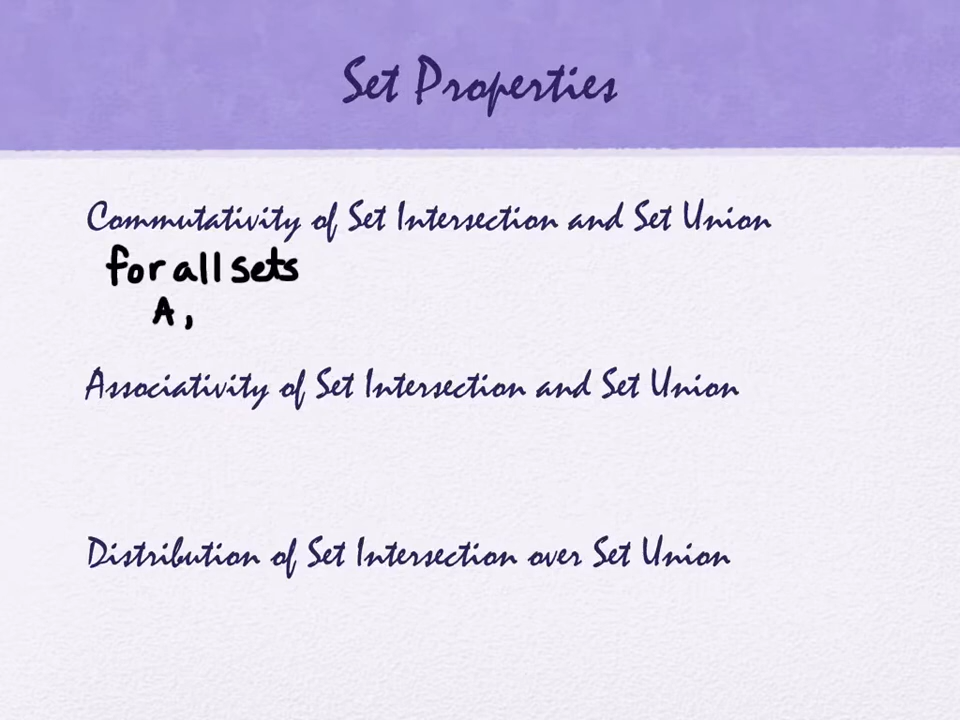 Set Properties
Commutativity of Set Intersection and Set Union
for all sets
A,
Associativity of Set Intersection and Set Union
Distribution of Set Intersection over Set Union